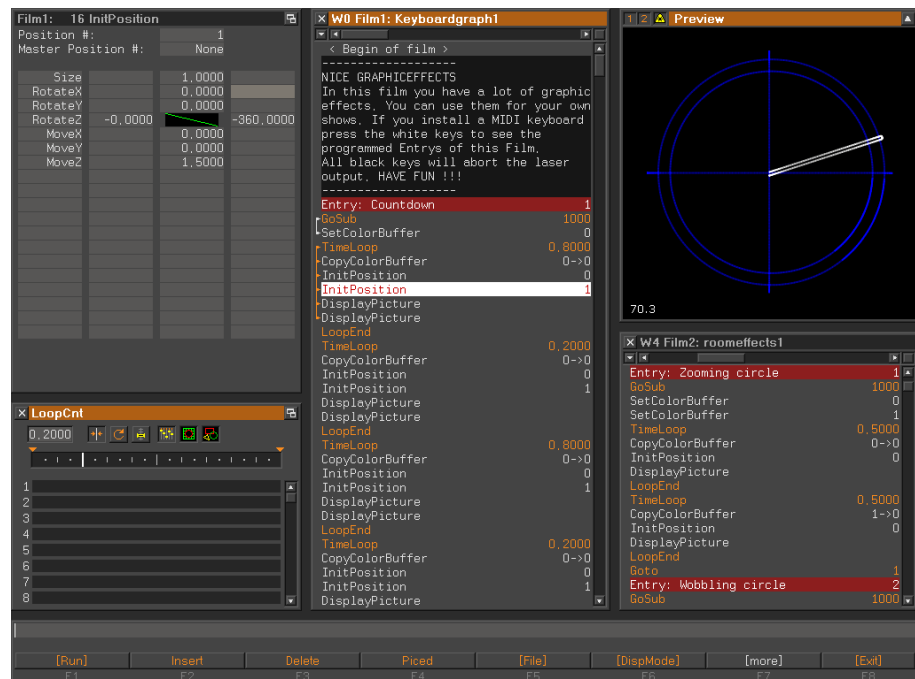 Film1: 16 InitPosition
Position #: 1
Master Position #: None
Size 1,0000
RotateX 0,0000
RotateY 0,0000
RotateZ -0,0000 -360,0000
MoveX 0,0000
MoveY 0,0000
MoveZ 1,5000
LoopCnt
0,2000
1
2
3
4
5
6
7
8
W0 Film1: Keyboardgraph1
< Begin of film >
-------------------
NICE GRAPHICEFFECTS
In this film you have a lot of graphic
effects, You can use them for your own
shows, If you install a MIDI keyboard
press the white keys to see the
programmed Entrys of this Film,
All black keys will abort the laser
output, HAVE FUN !!!
-------------------
Entry: Countdown 1
GoSub 1000
SetColorBuffer 0
TimeLoop 0,8000
CopyColorBuffer 0->0
InitPosition 0
InitPosition 1
DisplayPicture
DisplayPicture
LoopEnd
TimeLoop 0,2000
CopyColorBuffer 0->0
InitPosition 0
InitPosition 1
DisplayPicture
DisplayPicture
LoopEnd
TimeLoop 0,8000
CopyColorBuffer 0->0
InitPosition 0
InitPosition 1
DisplayPicture
DisplayPicture
LoopEnd
TimeLoop 0,2000
CopyColorBuffer 0->0
InitPosition 0
InitPosition 1
DisplayPicture
1 2 Preview
70.3
W4 Film2: roomeffects1
Entry: Zooming circle 1
GoSub 1000
SetColorBuffer 0
SetColorBuffer 1
TimeLoop 0,5000
CopyColorBuffer 0->0
InitPosition 0
DisplayPicture
LoopEnd
TimeLoop 0,5000
CopyColorBuffer 1->0
InitPosition 0
DisplayPicture
LoopEnd
Goto 1
Entry: Wobbling circle 2
GoSub 1000
[Run] Insert Delete Piced [File] [DispMode] [more] [Exit]
F1 F2 F3 F4 F5 F6 F7 F8